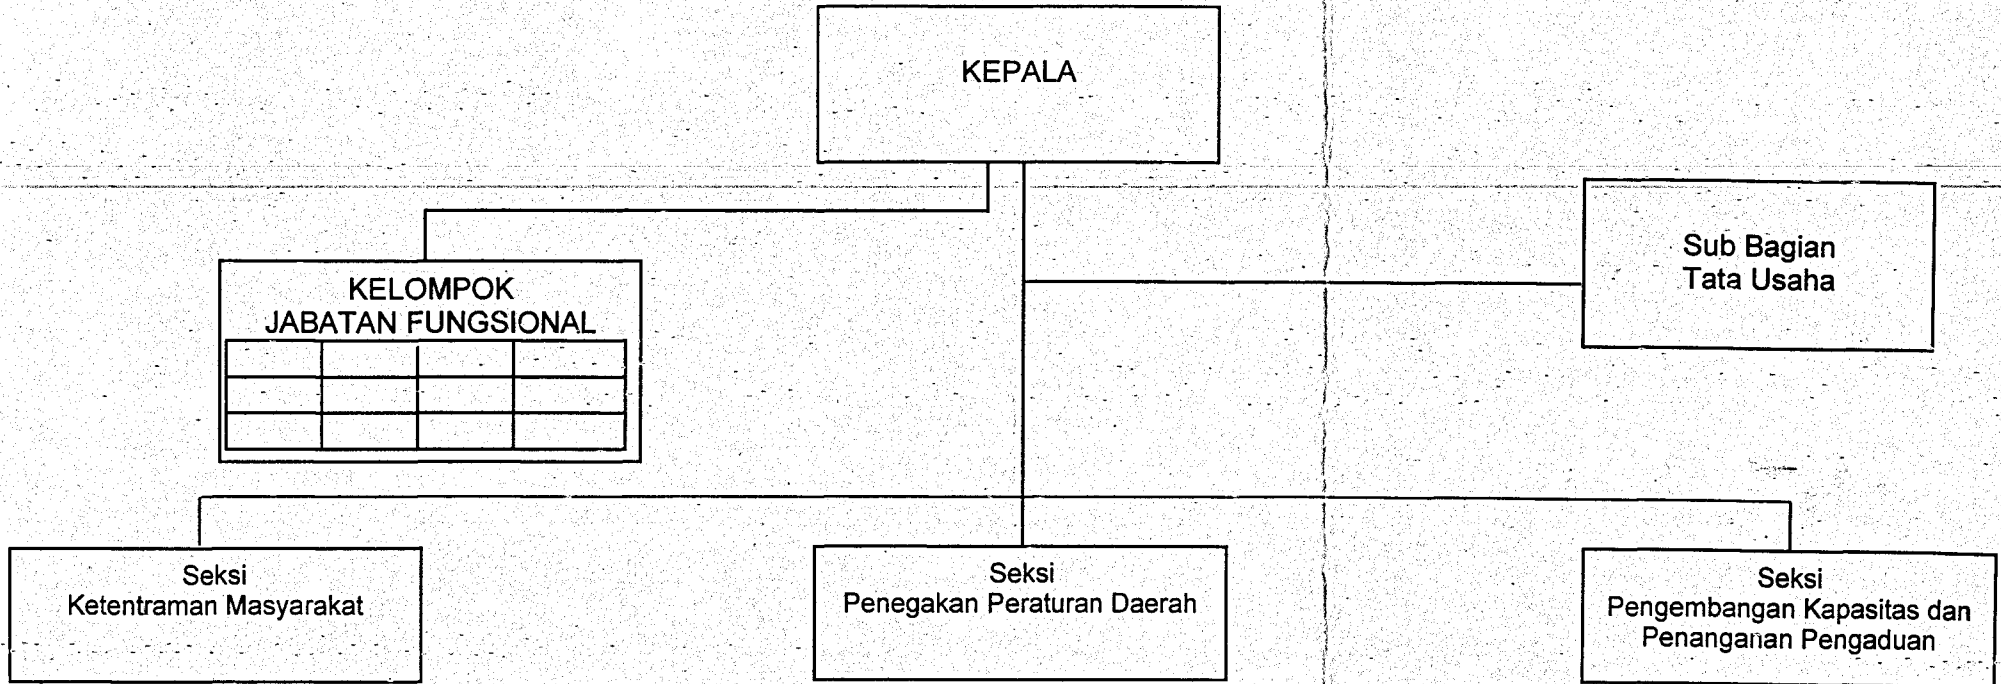 KEPALA
Sub Bagian
Tata Usaha
KELOMPOK
JABATAN FUNGSIONAL
Seksi
Ketentraman Masyarakat
Seksi
Penegakan Peraturan Daerah
Seksi
Pengembangan Kapasitas dan
Penanganan Pengaduan